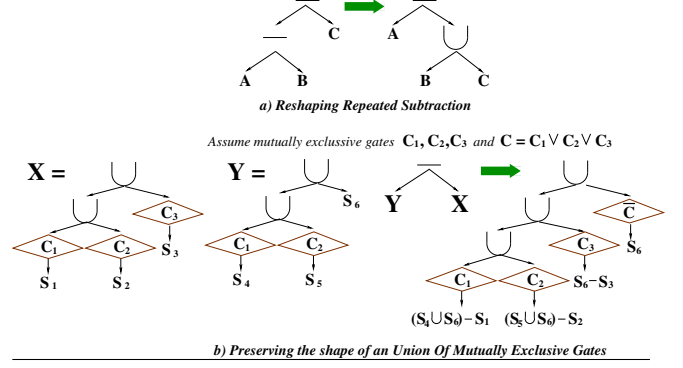 C A
A B B C
a) Reshaping Repeated Subtraction
Assume mutually exclussive gates C1, C2,C3 and C = C1 ∨ C2 ∨ C3
X = Y = 
S6
C3 Y X C̅
C1 C2 S3 C1 C2 C3 S6
S1 S2 S4 S5 C1 C2 S6−S3
(S4∪S6)−S1 (S5∪S6)−S2
b) Preserving the shape of an Union Of Mutually Exclusive Gates